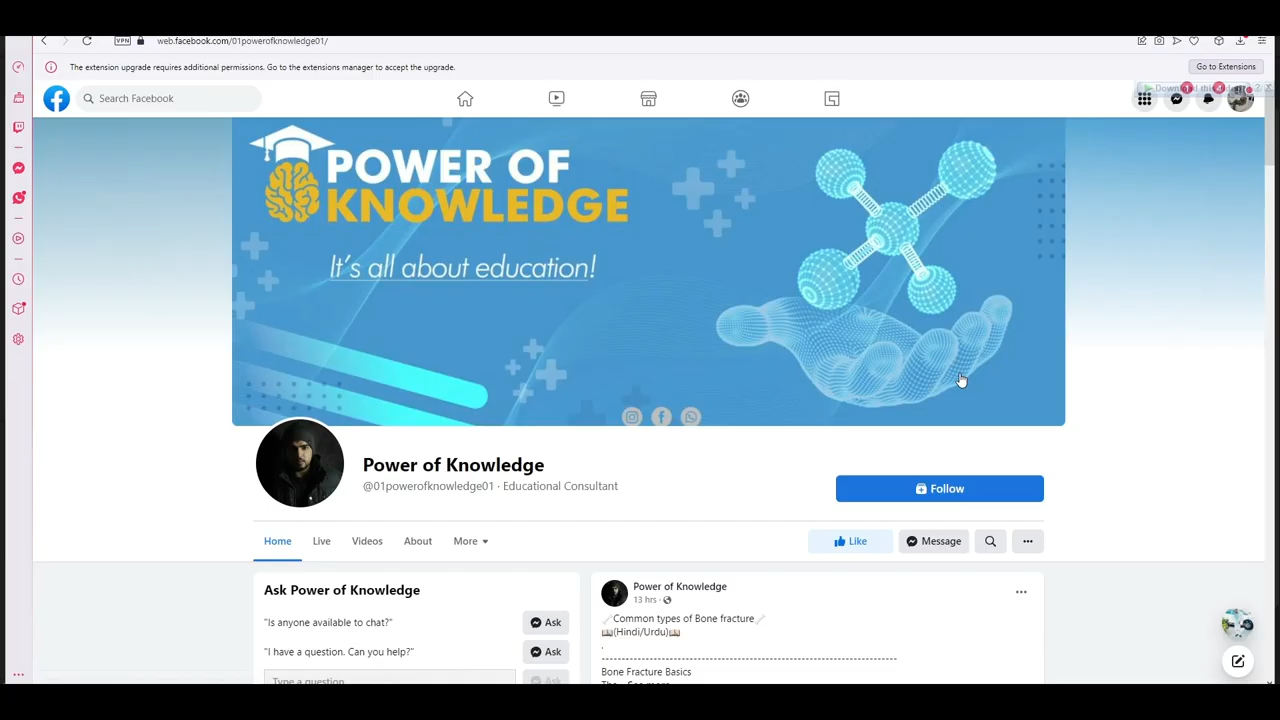 VPN
web.facebook.com/01powerofknowledge01/
The extension upgrade requires additional permissions. Go to the extensions manager to accept the upgrade.
Go to Extensions
Search Facebook
POWER OF
KNOWLEDGE
It's all about education!
Power of Knowledge
@01powerofknowledge01 · Educational Consultant
Follow
Home
Live
Videos
About
More
Like
Message
Ask Power of Knowledge
"Is anyone available to chat?"
Ask
"I have a question. Can you help?"
Ask
Type a question
Ask
Power of Knowledge
13 hrs ·
Common types of Bone fracture
(Hindi/Urdu)
.
--------------------------------------------------------------------------
Bone Fracture Basics